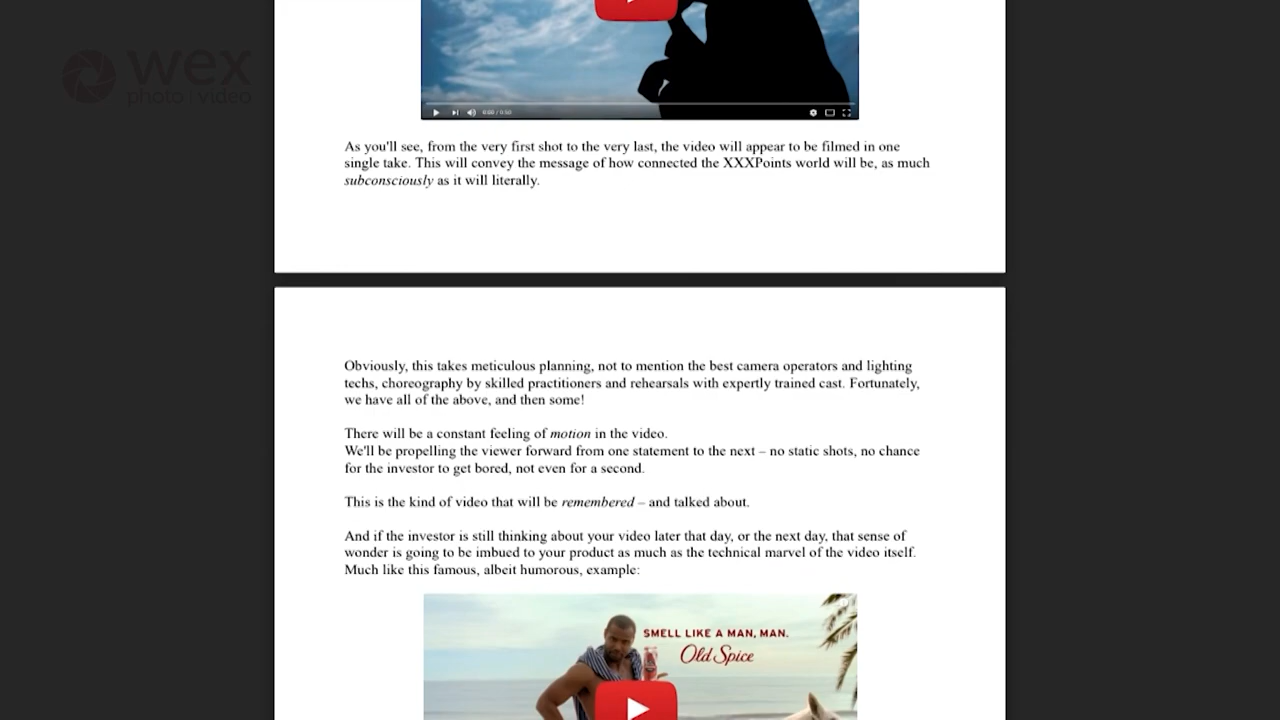 wex
photo | video
0:00 / 0:50
As you'll see, from the very first shot to the very last, the video will appear to be filmed in one
single take. This will convey the message of how connected the XXXPoints world will be, as much
subconsciously as it will literally.
Obviously, this takes meticulous planning, not to mention the best camera operators and lighting
techs, choreography by skilled practitioners and rehearsals with expertly trained cast. Fortunately,
we have all of the above, and then some!
There will be a constant feeling of motion in the video.
We'll be propelling the viewer forward from one statement to the next – no static shots, no chance
for the investor to get bored, not even for a second.
This is the kind of video that will be remembered – and talked about.
And if the investor is still thinking about your video later that day, or the next day, that sense of
wonder is going to be imbued to your product as much as the technical marvel of the video itself.
Much like this famous, albeit humorous, example:
SMELL LIKE A MAN, MAN.
Old Spice